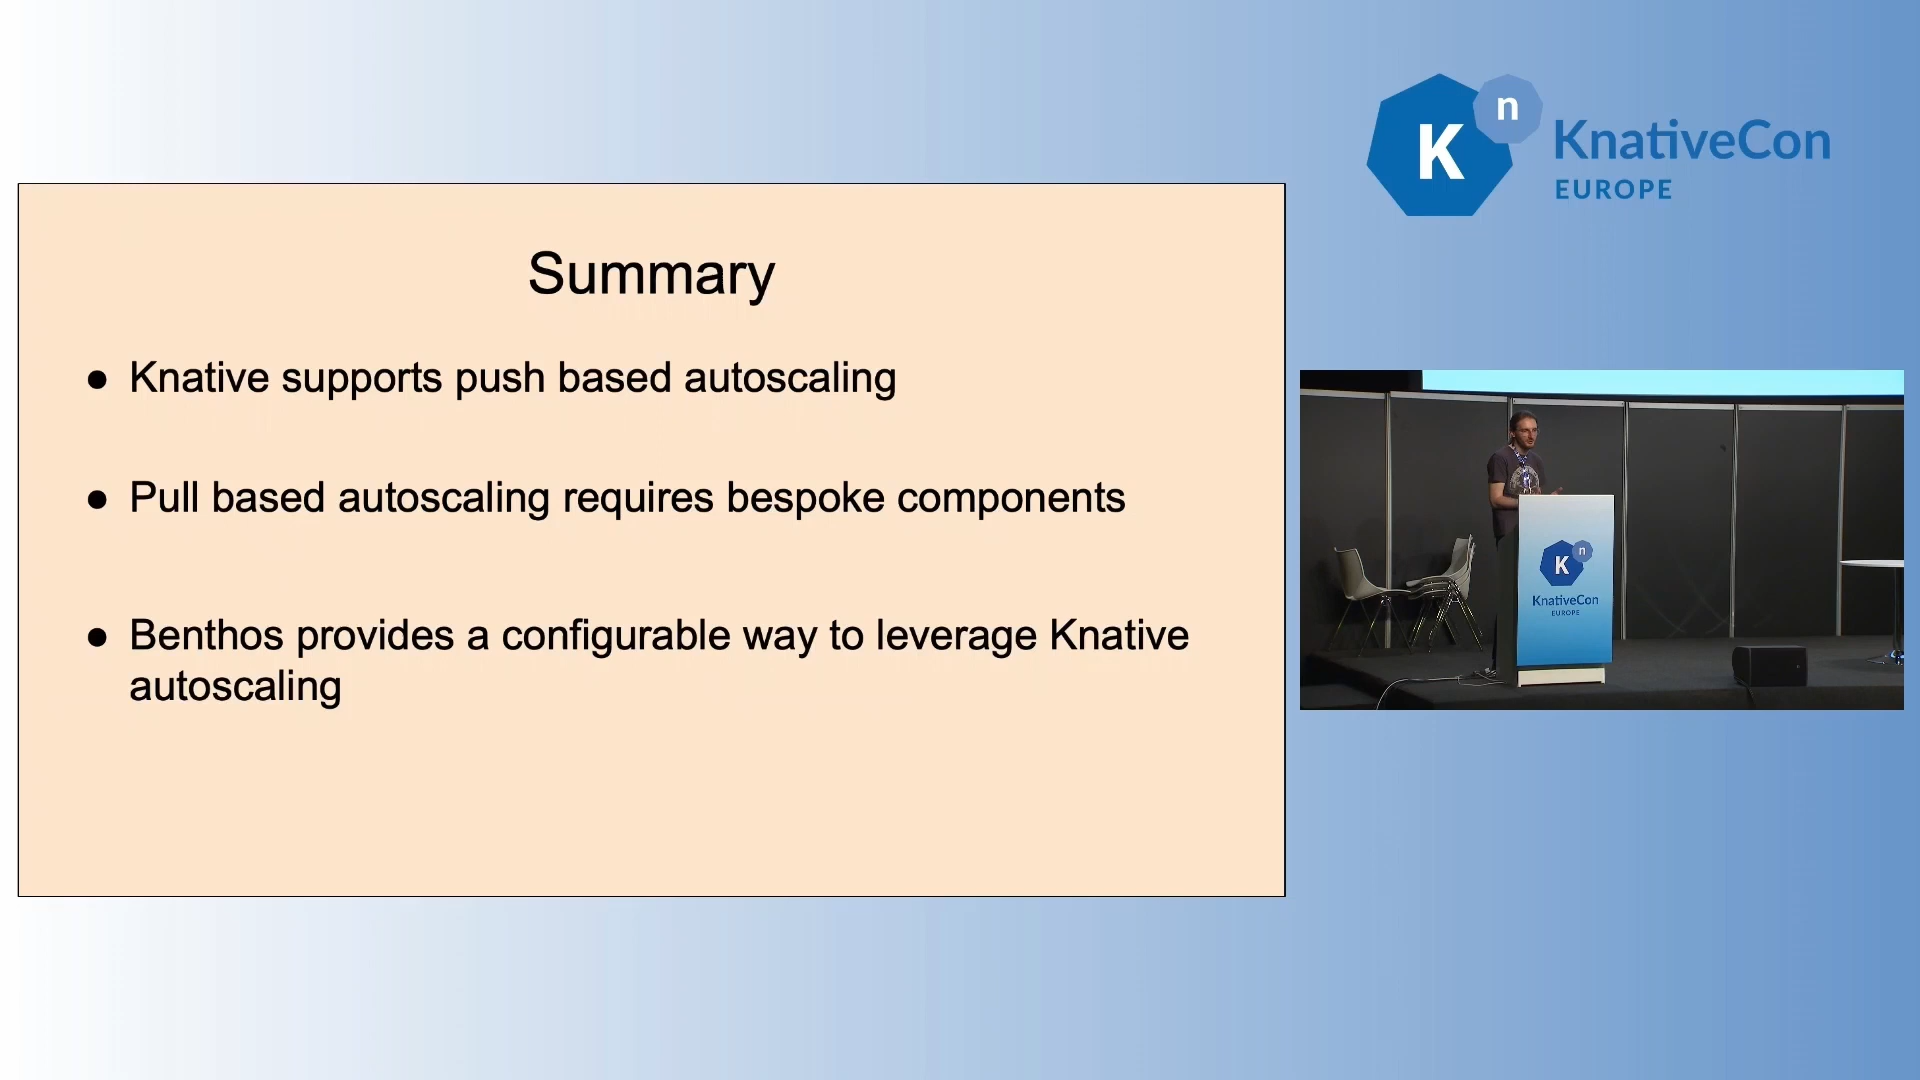 K n
KnativeCon
EUROPE
Summary
● Knative supports push based autoscaling
● Pull based autoscaling requires bespoke components
● Benthos provides a configurable way to leverage Knative
autoscaling
K n
KnativeCon
EUROPE